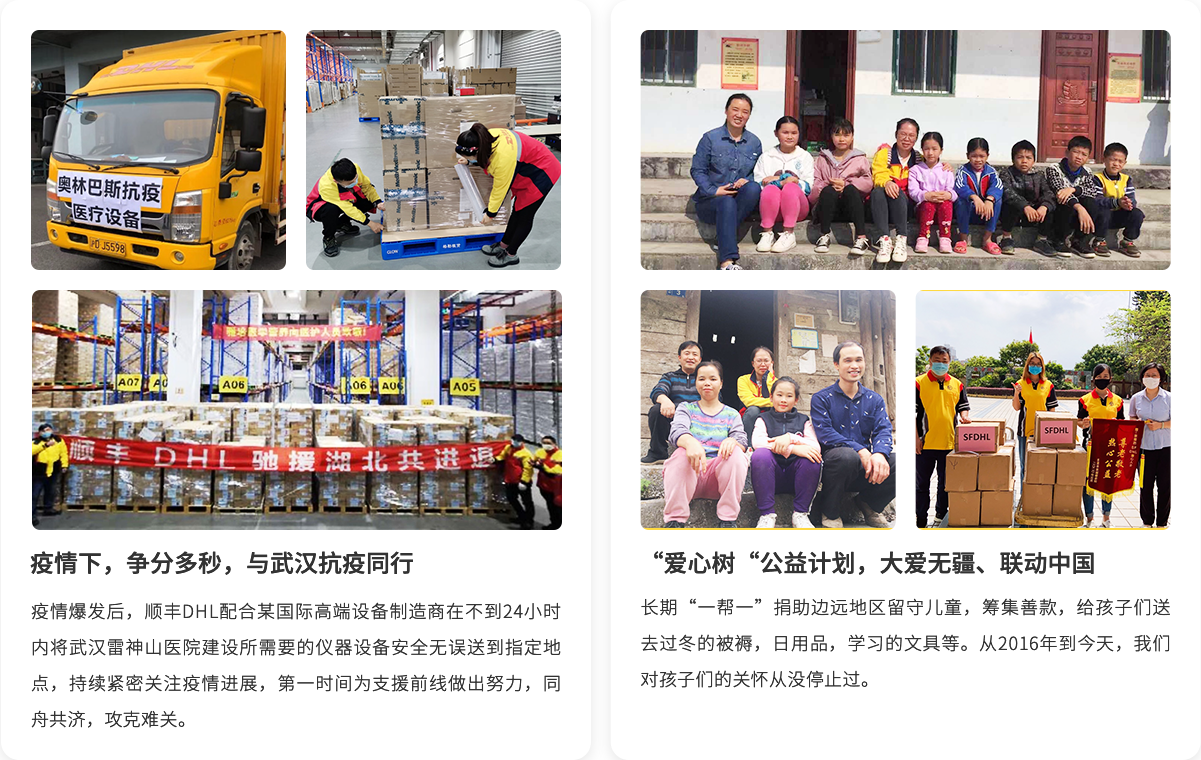 奥林巴斯抗疫
医疗设备
沪D J5598
A07
A06
A06
A06
A05
顺丰DHL驰援湖北共进退
疫情下，争分多秒，与武汉抗疫同行
疫情爆发后，顺丰DHL配合某国际高端设备制造商在不到24小时
内将武汉雷神山医院建设所需要的仪器设备安全无误送到指定地
点，持续紧密关注疫情进展，第一时间为支援前线做出努力，同
舟共济，攻克难关。
SFDHL
SFDHL
尊老敬老
热心公益
“爱心树“公益计划，大爱无疆、联动中国
长期“一帮一”捐助边远地区留守儿童，筹集善款，给孩子们送
去过冬的被褥，日用品，学习的文具等。从2016年到今天，我们
对孩子们的关怀从没停止过。